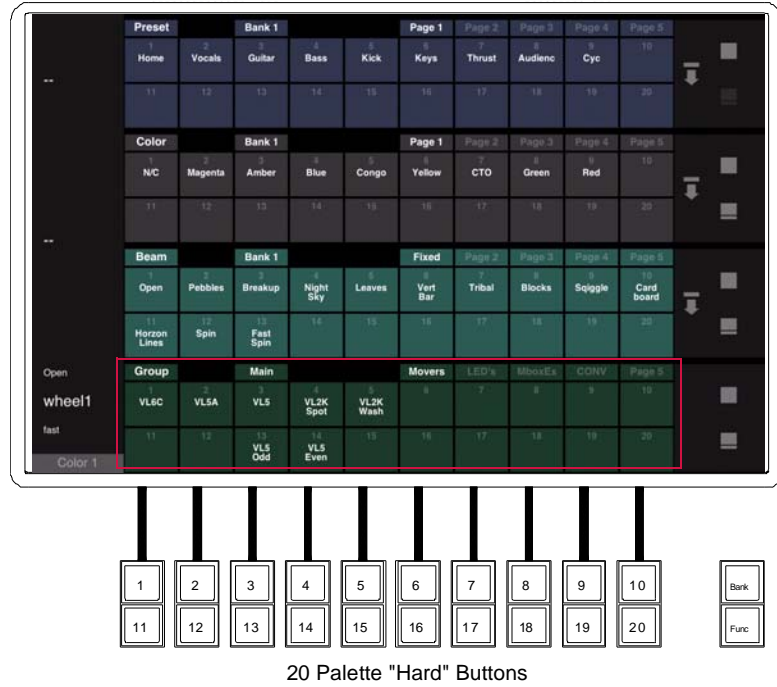 Preset Bank 1 Page 1 Page 2 Page 3 Page 4 Page 5
1 2 3 4 5 6 7 8 9 10
Home Vocals Guitar Bass Kick Keys Thrust Audienc Cyc
--
11 12 13 14 15 16 17 18 19 20
Color Bank 1 Page 1 Page 2 Page 3 Page 4 Page 5
1 2 3 4 5 6 7 8 9 10
N/C Magenta Amber Blue Congo Yellow CTO Green Red
11 12 13 14 15 16 17 18 19 20
--
Beam Bank 1 Fixed Page 2 Page 3 Page 4 Page 5
1 2 3 4 5 6 7 8 9 10
Open Pebbles Breakup Night Sky Leaves Vert Bar Tribal Blocks Sqiggle Card board
11 12 13 14 15 16 17 18 19 20
Horzon Lines Spin Fast Spin
Open
Group Main Movers LED's MboxEx CONV Page 5
1 2 3 4 5 6 7 8 9 10
wheel1
VL6C VL5A VL5 VL2K Spot VL2K Wash
fast
11 12 13 14 15 16 17 18 19 20
VL5 Odd VL5 Even
Color 1
1 2 3 4 5 6 7 8 9 10 Bank
11 12 13 14 15 16 17 18 19 20 Func
20 Palette "Hard" Buttons